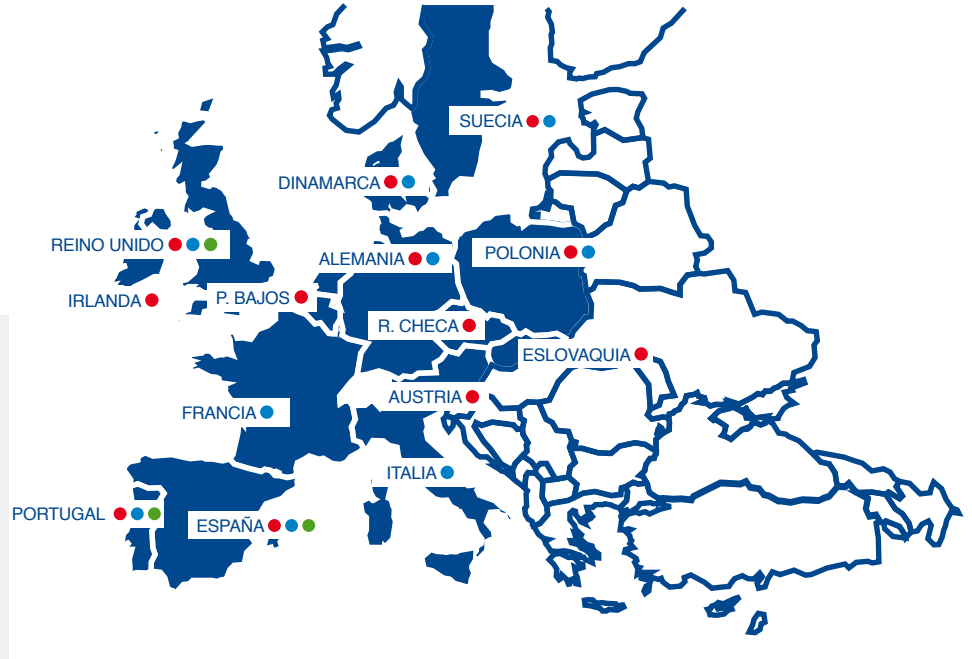 SUECIA
DINAMARCA
REINO UNIDO
ALEMANIA
POLONIA
IRLANDA
P. BAJOS
R. CHECA
ESLOVAQUIA
AUSTRIA
FRANCIA
ITALIA
PORTUGAL
ESPAÑA